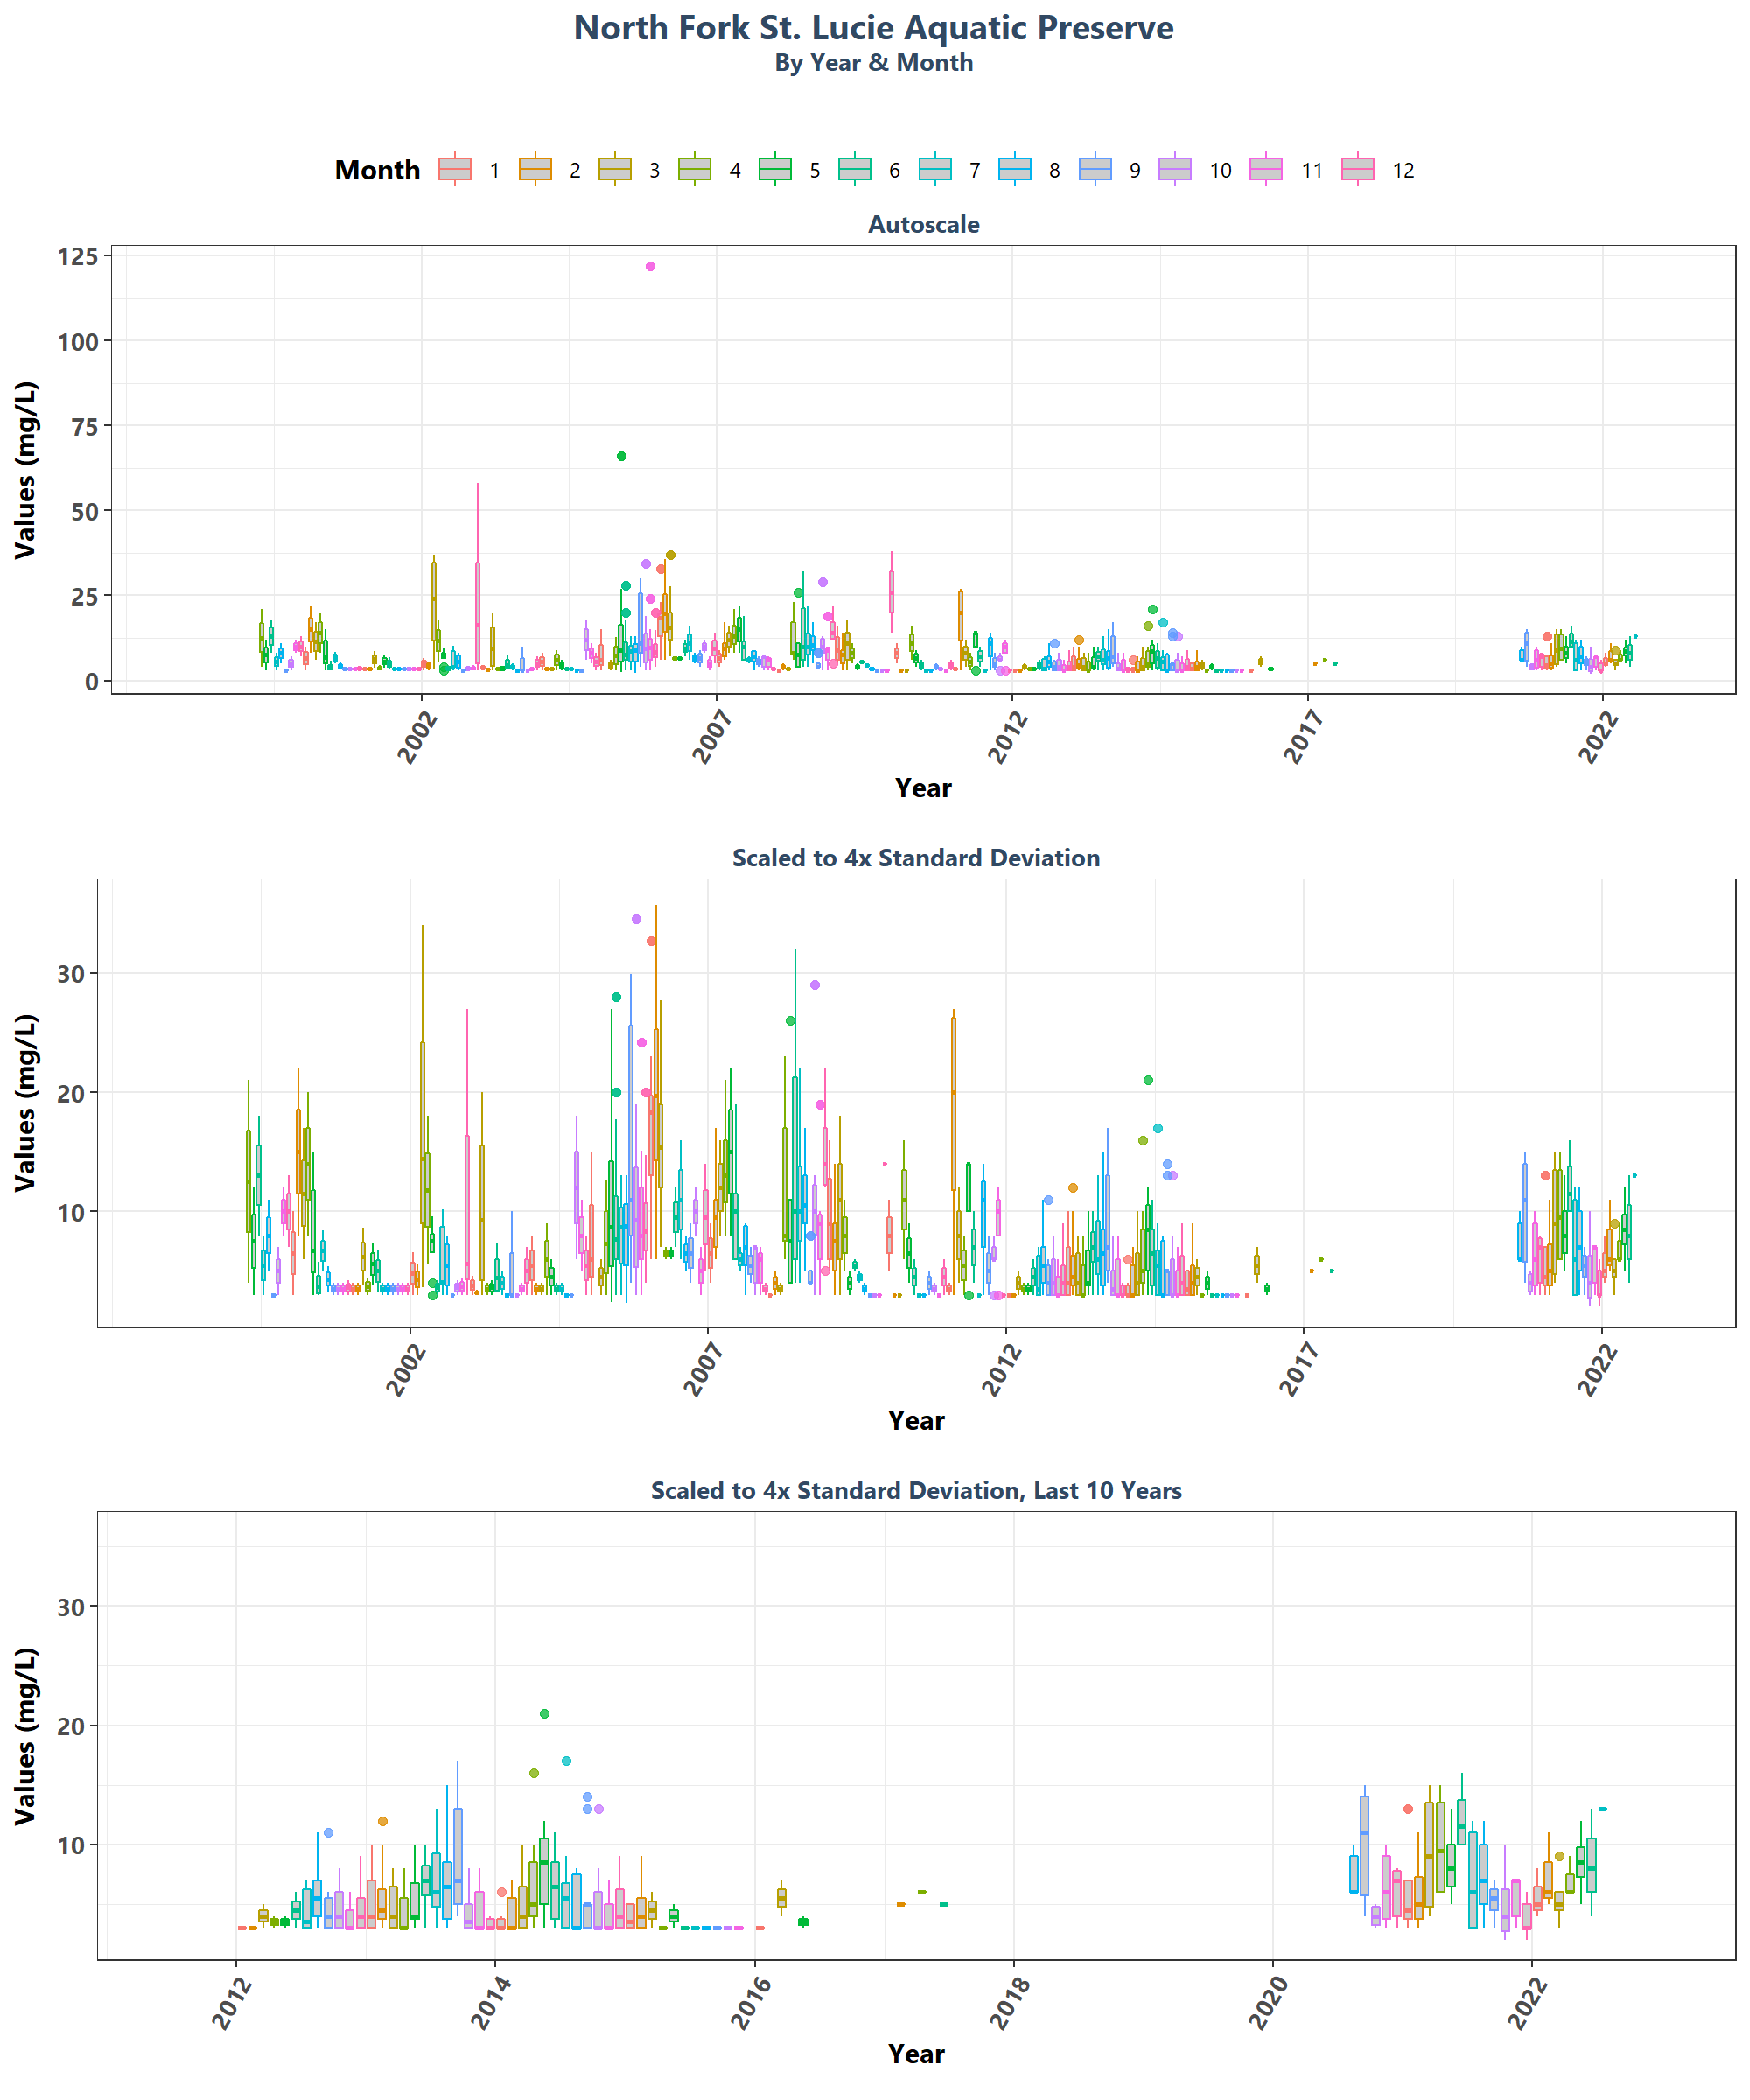 North Fork St. Lucie Aquatic Preserve
By Year & Month
Month 1 2 3 4 5 6 7 8 9 10 11 12
Autoscale
125
100
75
50
25
0
Values (mg/L)
2002 2007 2012 2017 2022
Year
Scaled to 4x Standard Deviation
30
20
10
Values (mg/L)
2002 2007 2012 2017 2022
Year
Scaled to 4x Standard Deviation, Last 10 Years
30
20
10
Values (mg/L)
2012 2014 2016 2018 2020 2022
Year